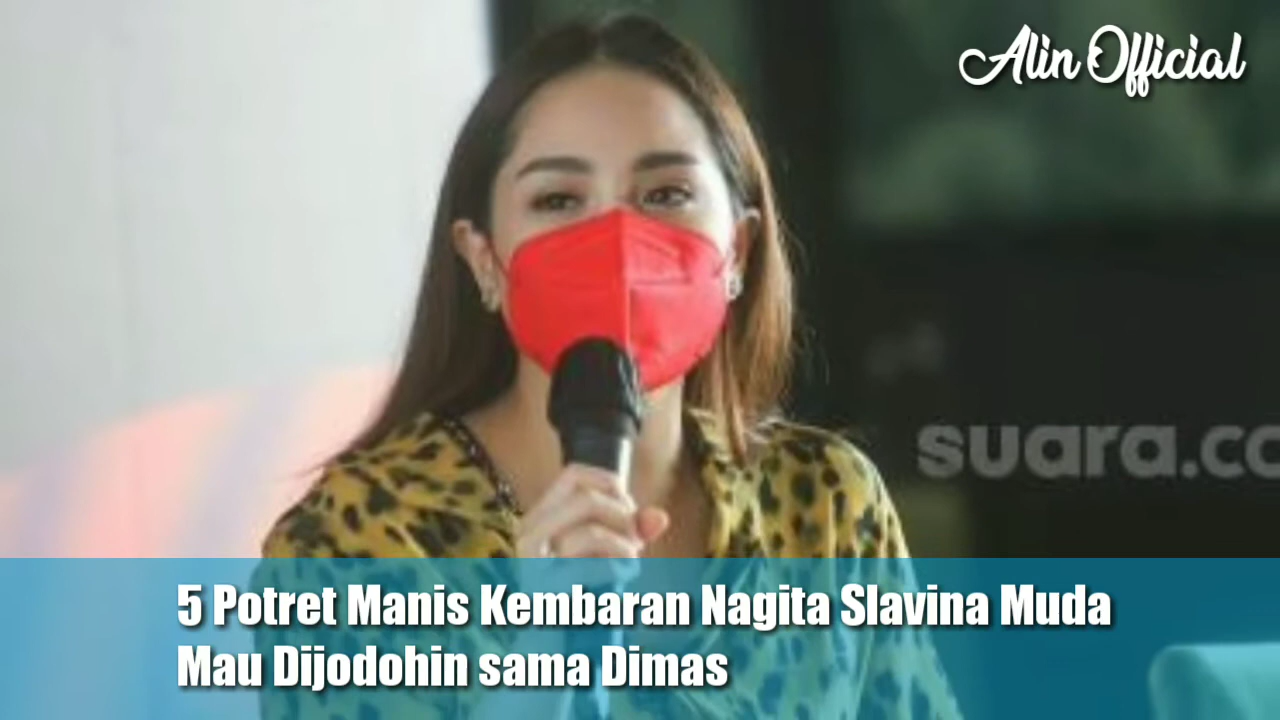 Alin Official
suara.co
5 Potret Manis Kembaran Nagita Slavina Muda
Mau Dijodohin sama Dimas